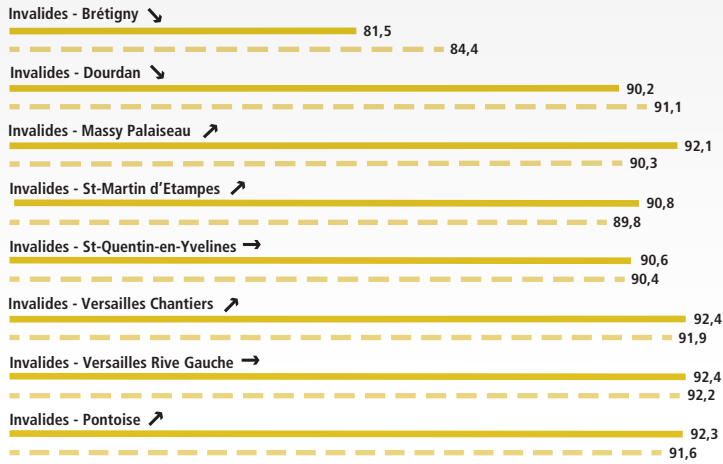 Invalides - Brétigny ↘
81,5
84,4
Invalides - Dourdan ↘
90,2
91,1
Invalides - Massy Palaiseau ↗
92,1
90,3
Invalides - St-Martin d'Etampes ↗
90,8
89,8
Invalides - St-Quentin-en-Yvelines →
90,6
90,4
Invalides - Versailles Chantiers ↗
92,4
91,9
Invalides - Versailles Rive Gauche →
92,4
92,2
Invalides - Pontoise ↗
92,3
91,6